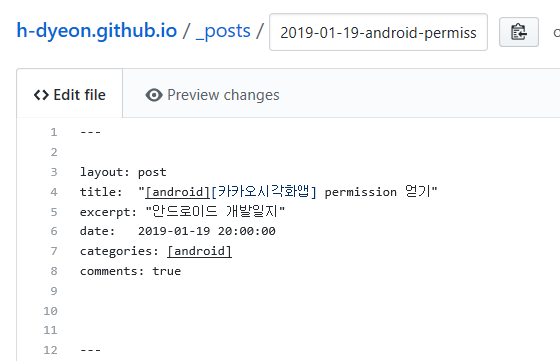 h-dyeon.github.io / _posts / 2019-01-19-android-permiss
Edit file Preview changes
1 ---
2
3 layout: post
4 title: "[android][카카오시각화앱] permission 얻기"
5 excerpt: "안드로이드 개발일지"
6 date: 2019-01-19 20:00:00
7 categories: [android]
8 comments: true
9
10
11
12 ---